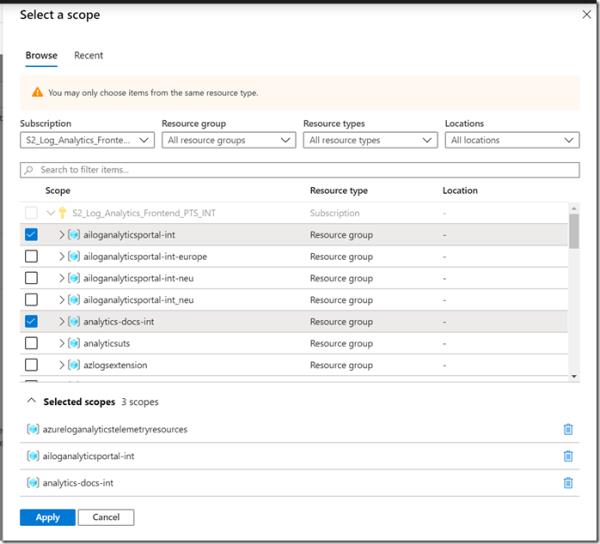 Select a scope
Browse Recent
You may only choose items from the same resource type.
Subscription Resource group Resource types Locations
S2_Log_Analytics_Fronte... All resource groups All resource types All locations
Search to filter items...
Scope Resource type Location
S2_Log_Analytics_Frontend_PTS_INT Subscription -
ailoganalyticsportal-int Resource group -
ailoganalyticsportal-int-europe Resource group -
ailoganalyticsportal-int-neu Resource group -
ailoganalyticsportal-int_neu Resource group -
analytics-docs-int Resource group -
analyticsuts Resource group -
azlogsextension Resource group -
Selected scopes 3 scopes
azureloganalyticstelemetryresources
ailoganalyticsportal-int
analytics-docs-int
Apply Cancel